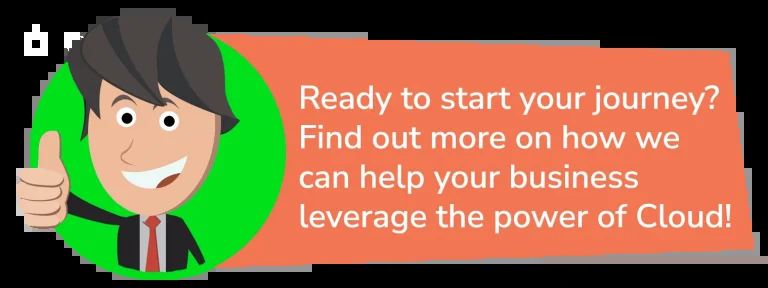 Ready to start your journey?
Find out more on how we
can help your business
leverage the power of Cloud!